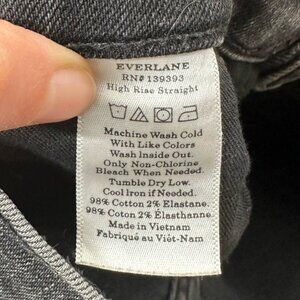 EVERLANE
RN# 139393
High Rise Straight
Machine Wash Cold
With Like Colors
Wash Inside Out.
Only Non-Chlorine
Bleach When Needed.
Tumble Dry Low.
Cool Iron if Needed.
98% Cotton 2% Elastane.
98% Coton 2% Élasthanne.
Made in Vietnam
Fabriqué au Viêt-Nam